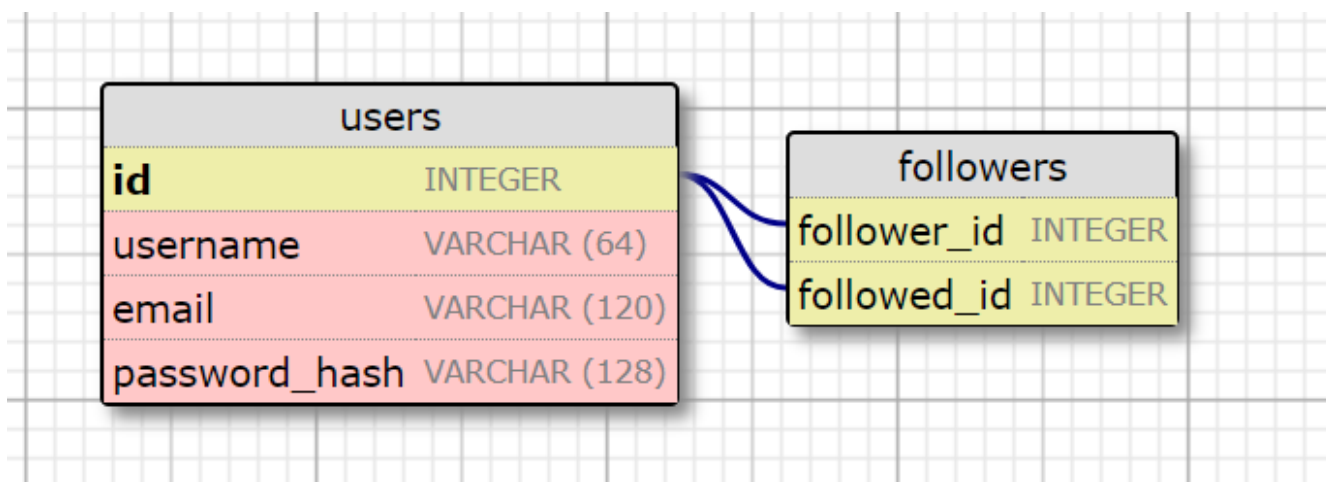 users
id INTEGER
username VARCHAR (64)
email VARCHAR (120)
password_hash VARCHAR (128)
followers
follower_id INTEGER
followed_id INTEGER